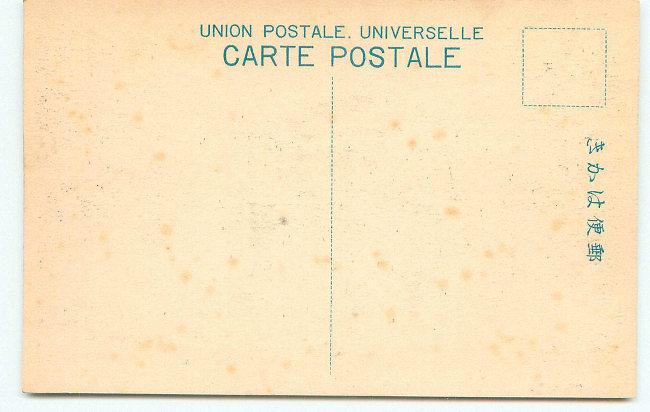 UNION POSTALE. UNIVERSELLE
CARTE POSTALE
郵便はかき